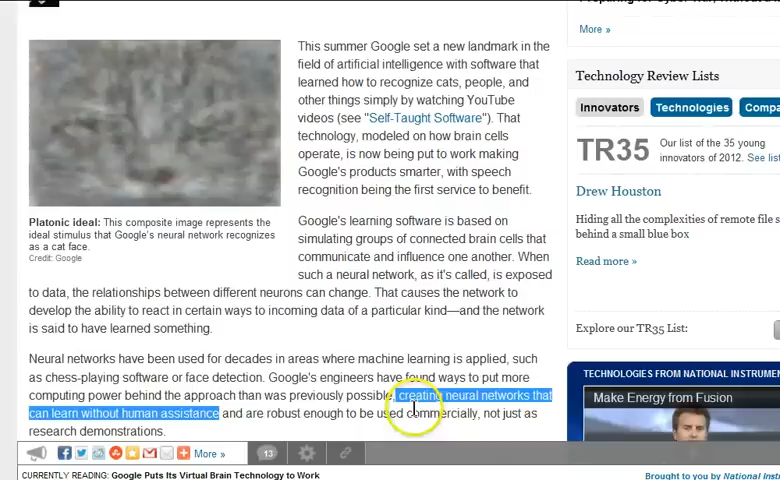 This summer Google set a new landmark in the
field of artificial intelligence with software that
learned how to recognize cats, people, and
other things simply by watching YouTube
videos (see "Self-Taught Software"). That
technology, modeled on how brain cells
operate, is now being put to work making
Google's products smarter, with speech
recognition being the first service to benefit.
Platonic ideal: This composite image represents the
ideal stimulus that Google's neural network recognizes
as a cat face.
Credit: Google
Google's learning software is based on
simulating groups of connected brain cells that
communicate and influence one another. When
such a neural network, as it's called, is exposed
to data, the relationships between different neurons can change. That causes the network to
develop the ability to react in certain ways to incoming data of a particular kind—and the network
is said to have learned something.
Neural networks have been used for decades in areas where machine learning is applied, such
as chess-playing software or face detection. Google's engineers have found ways to put more
computing power behind the approach than was previously possible, creating neural networks that
can learn without human assistance and are robust enough to be used commercially, not just as
research demonstrations.
More »
13
CURRENTLY READING: Google Puts Its Virtual Brain Technology to Work
More »
Technology Review Lists
Innovators Technologies Compa
TR35
Our list of the 35 young
innovators of 2012. See list
Drew Houston
Hiding all the complexities of remote file s
behind a small blue box
Read more »
Explore our TR35 List:
TECHNOLOGIES FROM NATIONAL INSTRUMEN
Make Energy from Fusion
Brought to you by National Inst